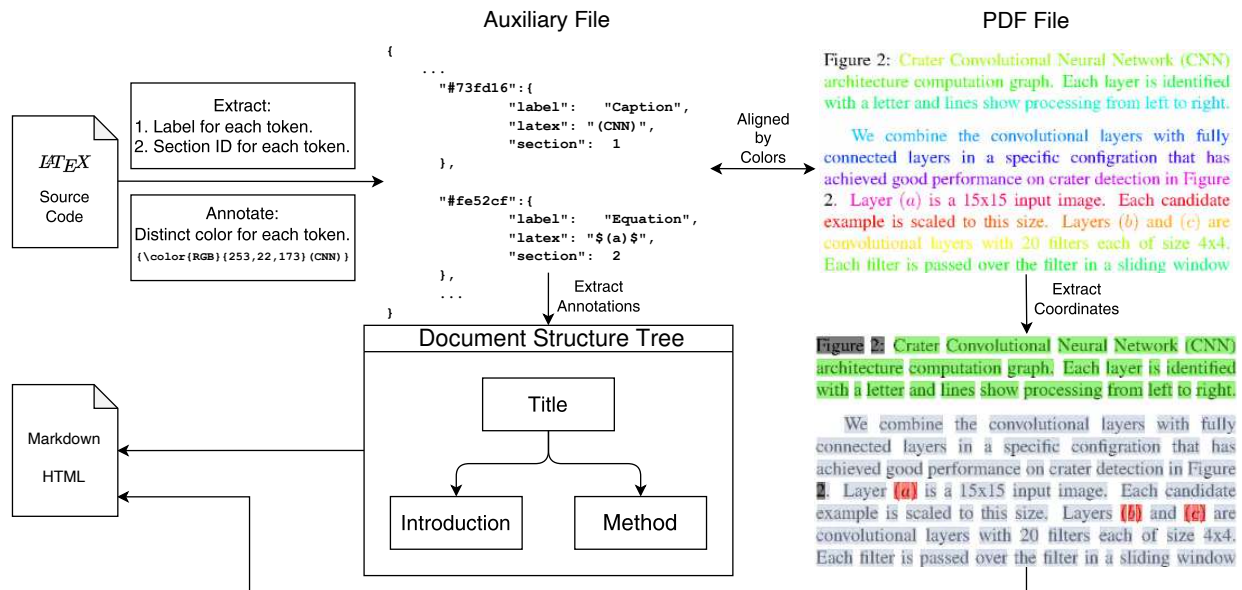 Auxiliary File
PDF File
LATEX
Source
Code
Extract:
1. Label for each token.
2. Section ID for each token.
Annotate:
Distinct color for each token.
{\color{RGB}{253,22,173}(CNN)}
{
...
"#73fd16":{
"label": "Caption",
"latex": "(CNN)",
"section": 1
},
"#fe52cf":{
"label": "Equation",
"latex": "$(a)$",
"section": 2
},
...
}
Aligned
by
Colors
Figure 2: Crater Convolutional Neural Network (CNN)
architecture computation graph. Each layer is identified
with a letter and lines show processing from left to right.
We combine the convolutional layers with fully
connected layers in a specific configration that has
achieved good performance on crater detection in Figure
2. Layer (a) is a 15x15 input image. Each candidate
example is scaled to this size. Layers (b) and (c) are
convolutional layers with 20 filters each of size 4x4.
Each filter is passed over the filter in a sliding window
Extract
Annotations
Extract
Coordinates
Document Structure Tree
Title
Introduction
Method
Markdown
HTML
Figure 2: Crater Convolutional Neural Network (CNN)
architecture computation graph. Each layer is identified
with a letter and lines show processing from left to right.
We combine the convolutional layers with fully
connected layers in a specific configration that has
achieved good performance on crater detection in Figure
2. Layer (a) is a 15x15 input image. Each candidate
example is scaled to this size. Layers (b) and (c) are
convolutional layers with 20 filters each of size 4x4.
Each filter is passed over the filter in a sliding window